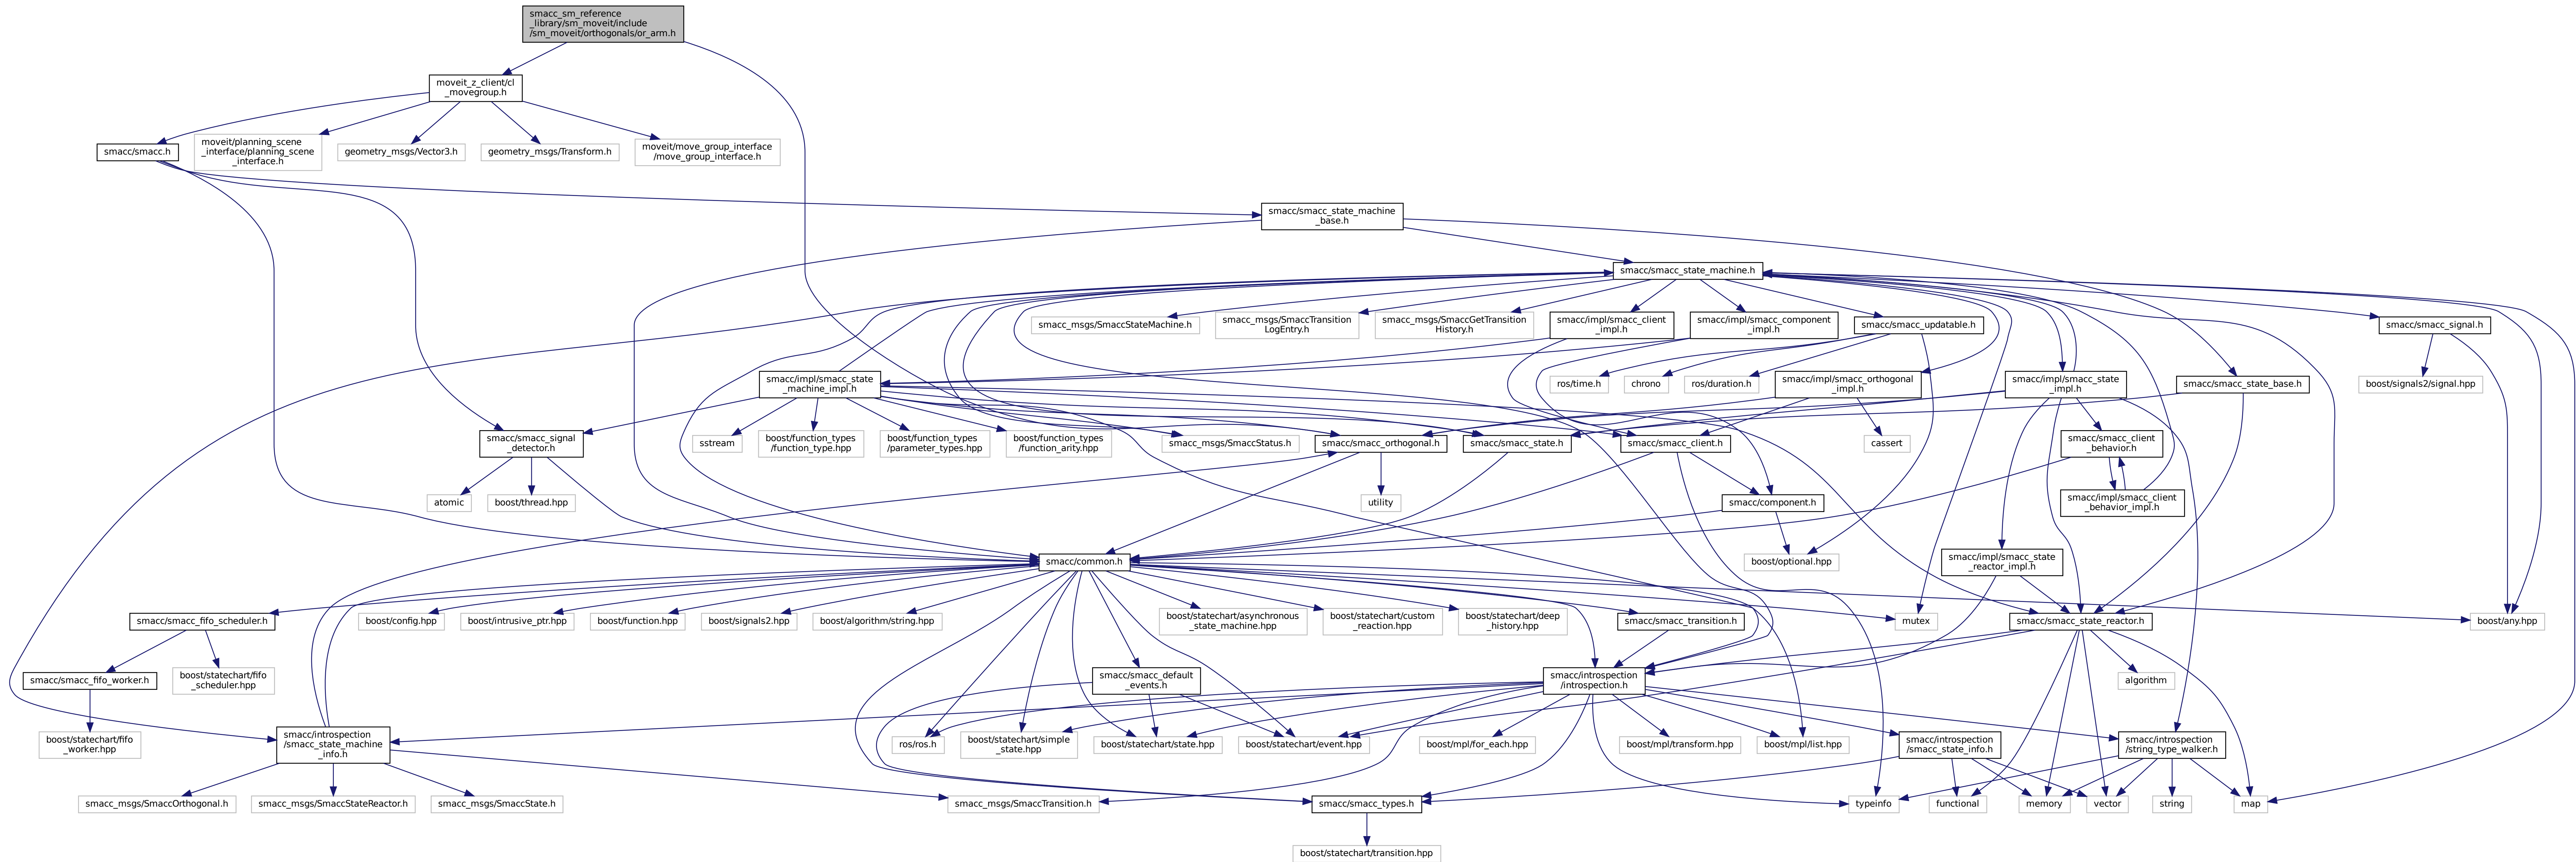 smacc_sm_reference
_library/sm_moveit/include
/sm_moveit/orthogonals/or_arm.h
moveit_z_client/cl
_movegroup.h
smacc/smacc.h
moveit/planning_scene
_interface/planning_scene
_interface.h
geometry_msgs/Vector3.h
geometry_msgs/Transform.h
moveit/move_group_interface
/move_group_interface.h
smacc/smacc_state_machine
_base.h
smacc/smacc_state_machine.h
smacc_msgs/SmaccStateMachine.h
smacc_msgs/SmaccTransition
LogEntry.h
smacc_msgs/SmaccGetTransition
History.h
smacc/impl/smacc_client
_impl.h
smacc/impl/smacc_component
_impl.h
smacc/smacc_updatable.h
smacc/smacc_signal.h
smacc/impl/smacc_state
_machine_impl.h
ros/time.h
chrono
ros/duration.h
smacc/impl/smacc_orthogonal
_impl.h
smacc/impl/smacc_state
_impl.h
smacc/smacc_state_base.h
boost/signals2/signal.hpp
smacc/smacc_signal
_detector.h
sstream
boost/function_types
/function_type.hpp
boost/function_types
/parameter_types.hpp
boost/function_types
/function_arity.hpp
smacc_msgs/SmaccStatus.h
smacc/smacc_orthogonal.h
smacc/smacc_state.h
smacc/smacc_client.h
cassert
smacc/smacc_client
_behavior.h
atomic
boost/thread.hpp
utility
smacc/component.h
smacc/impl/smacc_client
_behavior_impl.h
smacc/common.h
boost/optional.hpp
smacc/impl/smacc_state
_reactor_impl.h
smacc/smacc_fifo_scheduler.h
boost/config.hpp
boost/intrusive_ptr.hpp
boost/function.hpp
boost/signals2.hpp
boost/algorithm/string.hpp
boost/statechart/asynchronous
_state_machine.hpp
boost/statechart/custom
_reaction.hpp
boost/statechart/deep
_history.hpp
smacc/smacc_transition.h
mutex
smacc/smacc_state_reactor.h
boost/any.hpp
smacc/smacc_fifo_worker.h
boost/statechart/fifo
_scheduler.hpp
smacc/smacc_default
_events.h
smacc/introspection
/introspection.h
algorithm
boost/statechart/fifo
_worker.hpp
smacc/introspection
/smacc_state_machine
_info.h
ros/ros.h
boost/statechart/simple
_state.hpp
boost/statechart/state.hpp
boost/statechart/event.hpp
boost/mpl/for_each.hpp
boost/mpl/transform.hpp
boost/mpl/list.hpp
smacc/introspection
/smacc_state_info.h
smacc/introspection
/string_type_walker.h
smacc_msgs/SmaccOrthogonal.h
smacc_msgs/SmaccStateReactor.h
smacc_msgs/SmaccState.h
smacc_msgs/SmaccTransition.h
smacc/smacc_types.h
typeinfo
functional
memory
vector
string
map
boost/statechart/transition.hpp